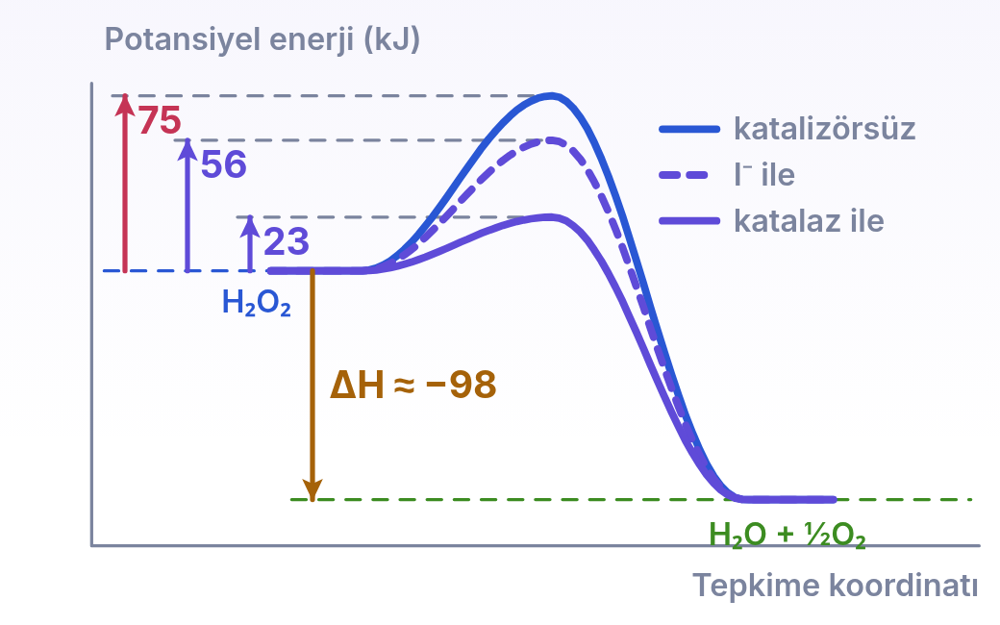 Potansiyel enerji (kJ)
75
56
23
katalizörsüz
I⁻ ile
katalaz ile
H₂O₂
ΔH ≈ −98
H₂O + ½O₂
Tepkime koordinatı